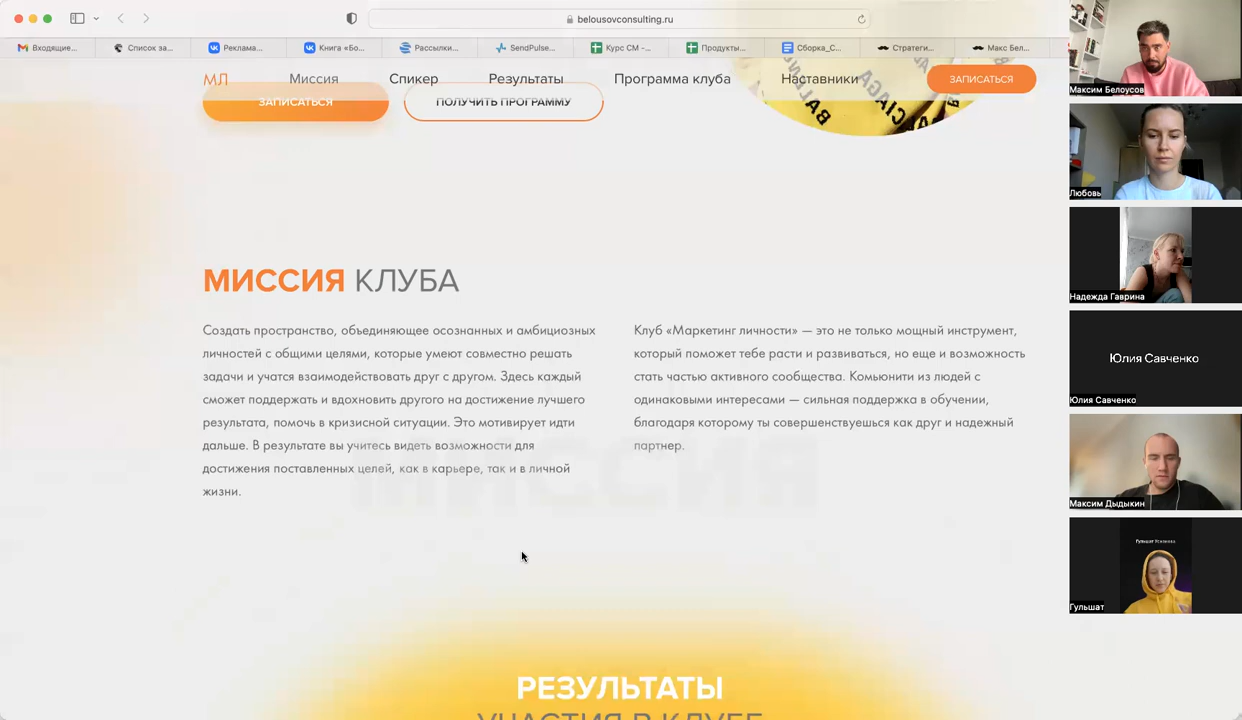 belousovconsulting.ru
Входящие...
Список за...
Реклама...
Книга «Бо...
Рассылки...
SendPulse...
Курс СМ -...
Продукты...
Сборка_С...
Стратеги...
Макс Бел...
МЛ
Миссия
Спикер
Результаты
Программа клуба
Наставники
ЗАПИСАТЬСЯ
ЗАПИСАТЬСЯ
ПОЛУЧИТЬ ПРОГРАММУ
МИССИЯ КЛУБА
Создать пространство, объединяющее осознанных и амбициозных
личностей с общими целями, которые умеют совместно решать
задачи и учатся взаимодействовать друг с другом. Здесь каждый
сможет поддержать и вдохновить другого на достижение лучшего
результата, помочь в кризисной ситуации. Это мотивирует идти
дальше. В результате вы учитесь видеть возможности для
достижения поставленных целей, как в карьере, так и в личной
жизни.
Клуб «Маркетинг личности» — это не только мощный инструмент,
который поможет тебе расти и развиваться, но еще и возможность
стать частью активного сообщества. Комьюнити из людей с
одинаковыми интересами — сильная поддержка в обучении,
благодаря которому ты совершенствуешься как друг и надежный
партнер.
МИССИЯ
РЕЗУЛЬТАТЫ
УЧАСТИЯ В КЛУБЕ
Максим Белоусов
Любовь
Надежда Гаврина
Юлия Савченко
Юлия Савченко
Максим Дыдыкин
Гульшат